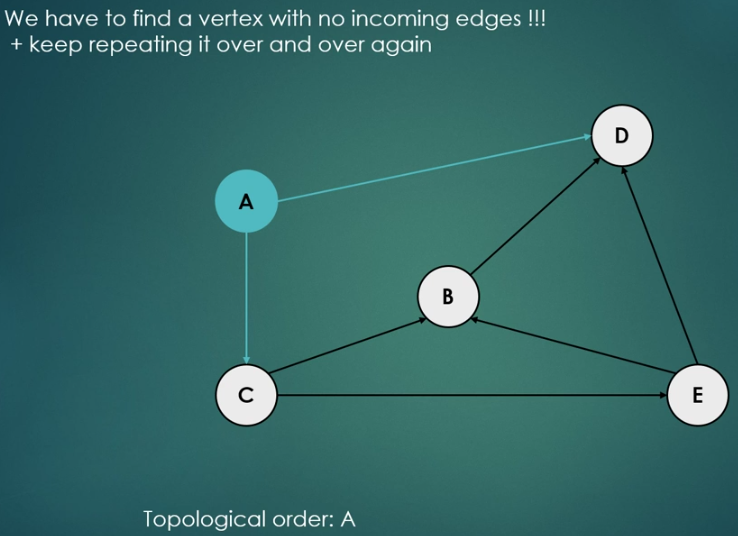 We have to find a vertex with no incoming edges !!!
+ keep repeating it over and over again
D
A
B
C
E
Topological order: A